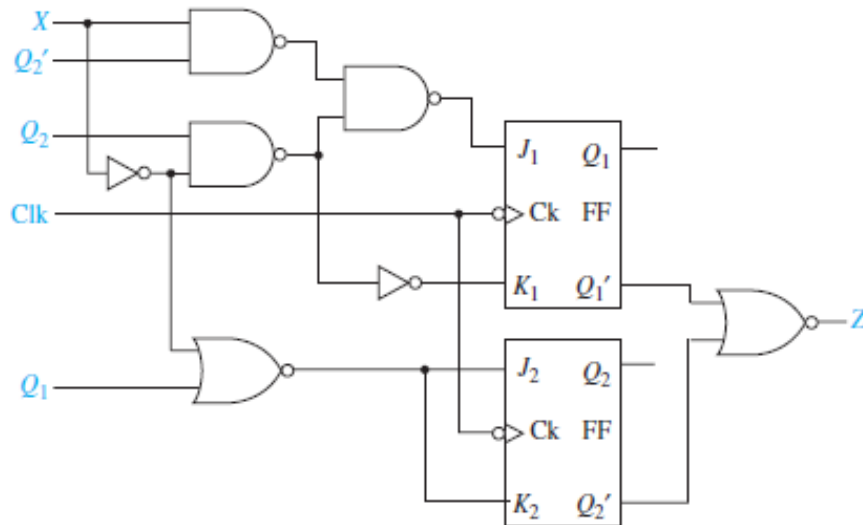 X
Q₂′
Q₂
Clk
Q₁
J₁ Q₁
Ck FF
K₁ Q₁′
Z
J₂ Q₂
Ck FF
K₂ Q₂′